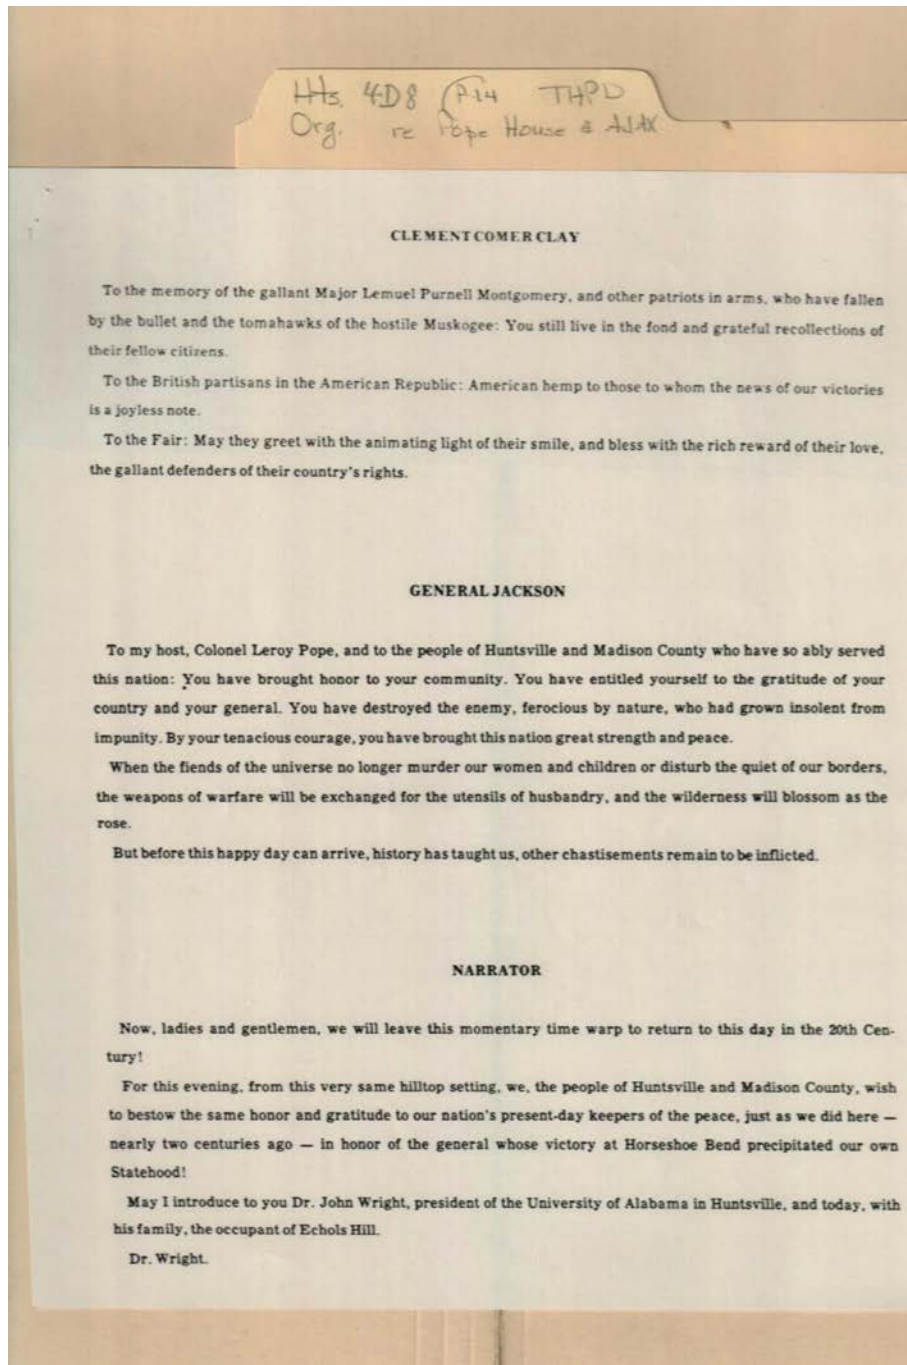 Hts. 4D8 (P-14 THPD
Org. re Pope House & AJAX
CLEMENT COMER CLAY
To the memory of the gallant Major Lemuel Purnell Montgomery, and other patriots in arms, who have fallen
by the bullet and the tomahawks of the hostile Muskogee: You still live in the fond and grateful recollections of
their fellow citizens.
To the British partisans in the American Republic: American hemp to those to whom the news of our victories
is a joyless note.
To the Fair: May they greet with the animating light of their smile, and bless with the rich reward of their love,
the gallant defenders of their country's rights.
GENERAL JACKSON
To my host, Colonel Leroy Pope, and to the people of Huntsville and Madison County who have so ably served
this nation: You have brought honor to your community. You have entitled yourself to the gratitude of your
country and your general. You have destroyed the enemy, ferocious by nature, who had grown insolent from
impunity. By your tenacious courage, you have brought this nation great strength and peace.
When the fiends of the universe no longer murder our women and children or disturb the quiet of our borders,
the weapons of warfare will be exchanged for the utensils of husbandry, and the wilderness will blossom as the
rose.
But before this happy day can arrive, history has taught us, other chastisements remain to be inflicted.
NARRATOR
Now, ladies and gentlemen, we will leave this momentary time warp to return to this day in the 20th Cen-
tury!
For this evening, from this very same hilltop setting, we, the people of Huntsville and Madison County, wish
to bestow the same honor and gratitude to our nation's present-day keepers of the peace, just as we did here —
nearly two centuries ago — in honor of the general whose victory at Horseshoe Bend precipitated our own
Statehood!
May I introduce to you Dr. John Wright, president of the University of Alabama in Huntsville, and today, with
his family, the occupant of Echols Hill.
Dr. Wright.